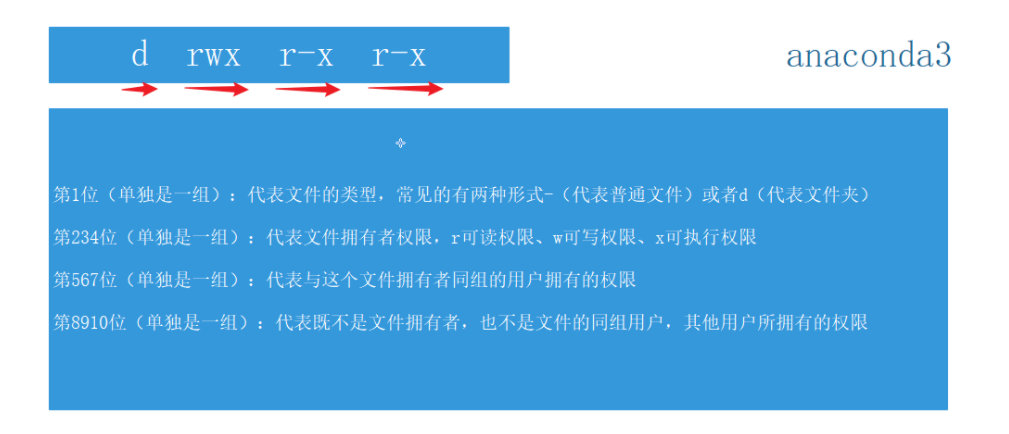 d rwx r-x r-x
anaconda3
第1位（单独是一组）：代表文件的类型，常见的有两种形式-（代表普通文件）或者d（代表文件夹）
第234位（单独是一组）：代表文件拥有者权限，r可读权限、w可写权限、x可执行权限
第567位（单独是一组）：代表与这个文件拥有者同组的用户拥有的权限
第8910位（单独是一组）：代表既不是文件拥有者，也不是文件的同组用户，其他用户所拥有的权限